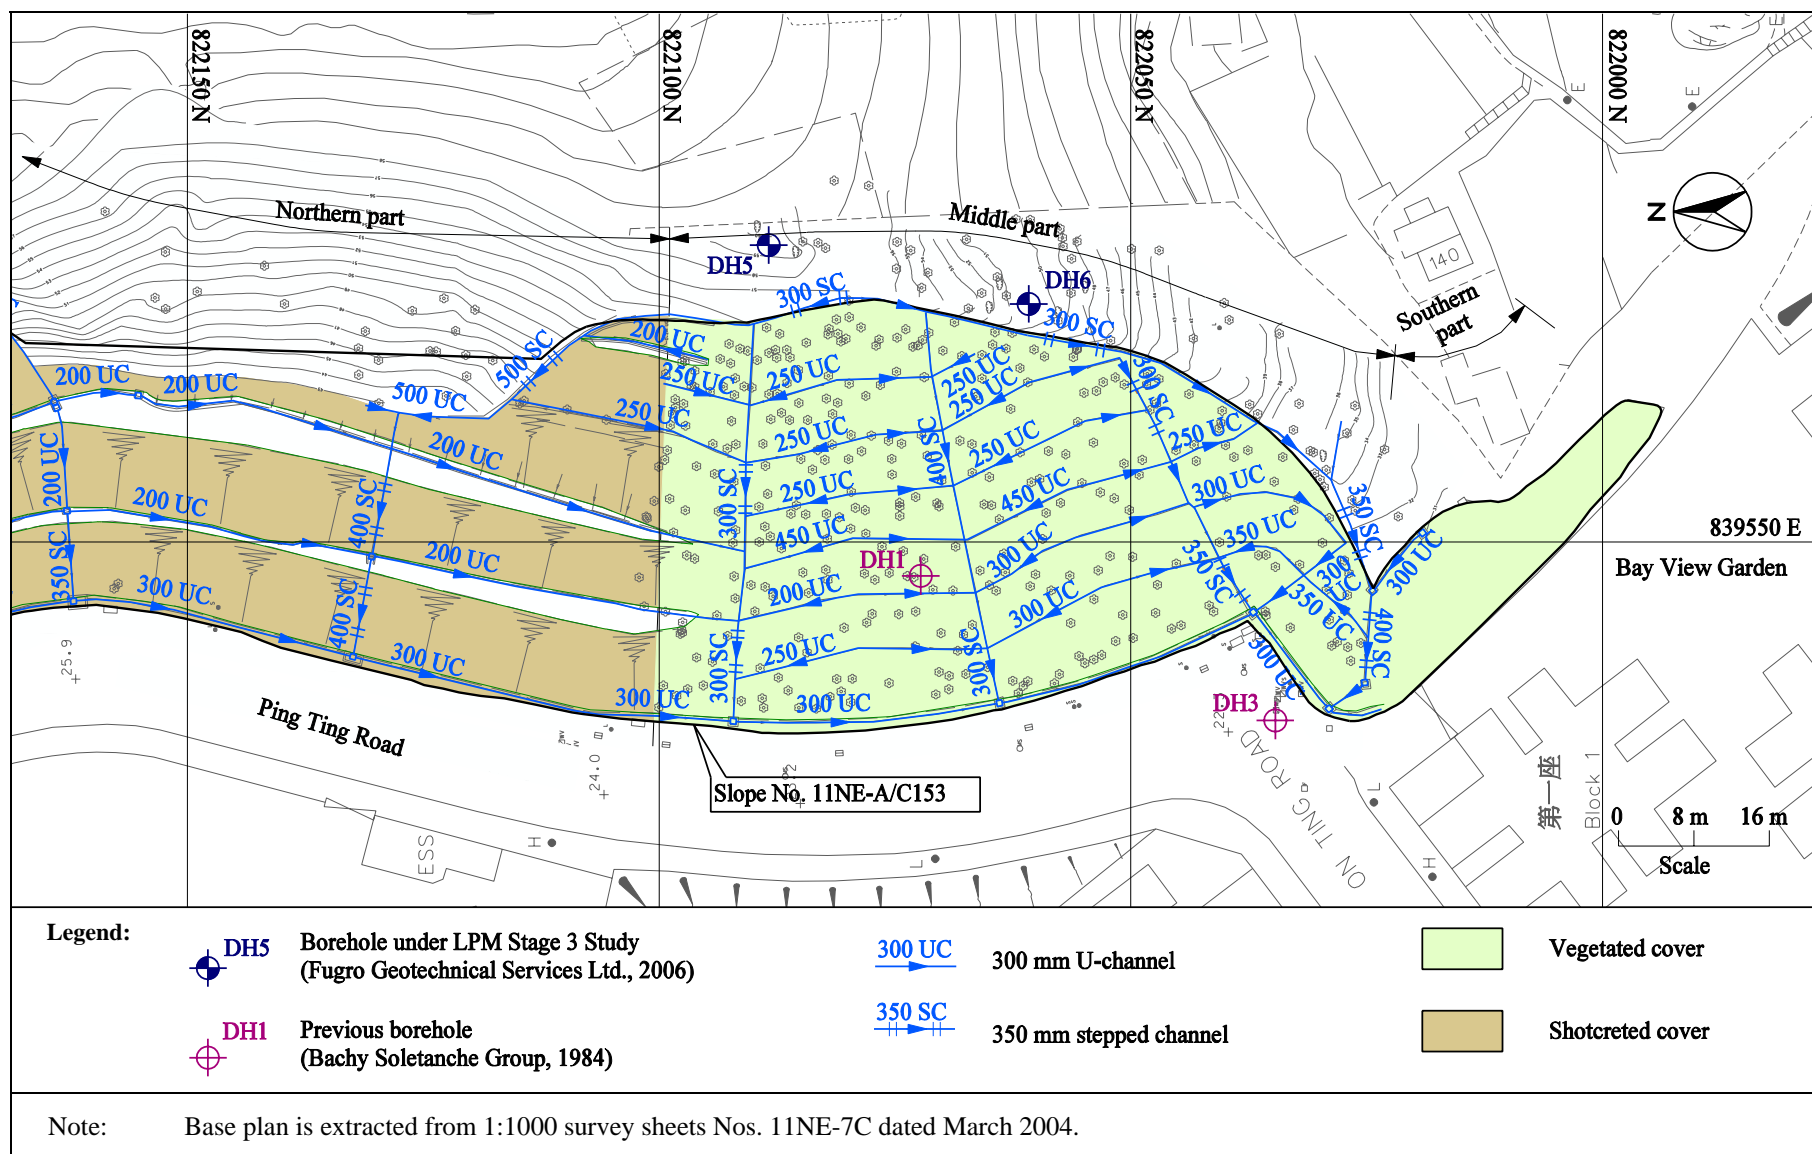 822150 N
822100 N
822050 N
822000 N
E
E
Northern part
Middle part
Southern
part
N
140
DH5
DH6
300 SC
300 SC
200 UC
500 SC
200 UC
200 UC
500 UC
250 UC
250 UC
250 UC
250 UC
300 SC
250 UC
200 UC
250 UC
400 SC
250 UC
250 UC
200 UC
200 UC
400 SC
300 SC
250 UC
450 UC
300 UC
350 SC
839550 E
Bay View Garden
450 UC
350 UC
300 UC
350 SC
200 UC
DH1
300 UC
300 UC
350 SC
300 UC
400 SC
200 UC
300 UC
350 UC
400 SC
300 UC
300 SC
250 UC
300 SC
300 UC
300 UC
300 UC
DH3
25.9
Ping Ting Road
24.0
Slope No. 11NE-A/C153
ON TING ROAD
第一座
Block 1
ESS
H
L
L
H
0 8 m 16 m
Scale
Legend:
DH5
Borehole under LPM Stage 3 Study
(Fugro Geotechnical Services Ltd., 2006)
300 UC
300 mm U-channel
Vegetated cover
DH1
Previous borehole
(Bachy Soletanche Group, 1984)
350 SC
350 mm stepped channel
Shotcreted cover
Note: Base plan is extracted from 1:1000 survey sheets Nos. 11NE-7C dated March 2004.